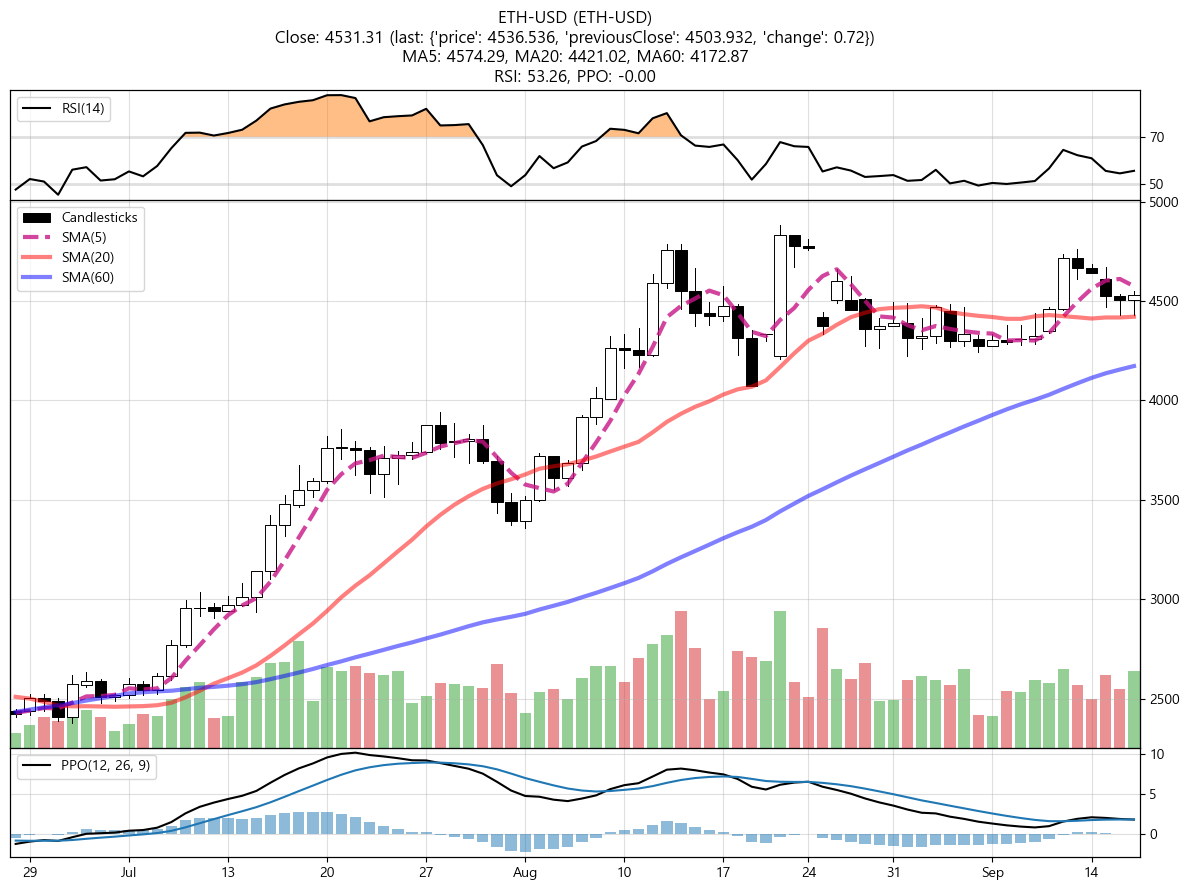 ETH-USD (ETH-USD)
Close: 4531.31 (last: {'price': 4536.536, 'previousClose': 4503.932, 'change': 0.72})
MA5: 4574.29, MA20: 4421.02, MA60: 4172.87
RSI: 53.26, PPO: -0.00
RSI(14)
70
50
Candlesticks
SMA(5)
SMA(20)
SMA(60)
5000
4500
4000
3500
3000
2500
PPO(12, 26, 9)
10
5
0
29 Jul 13 20 27 Aug 10 17 24 31 Sep 14